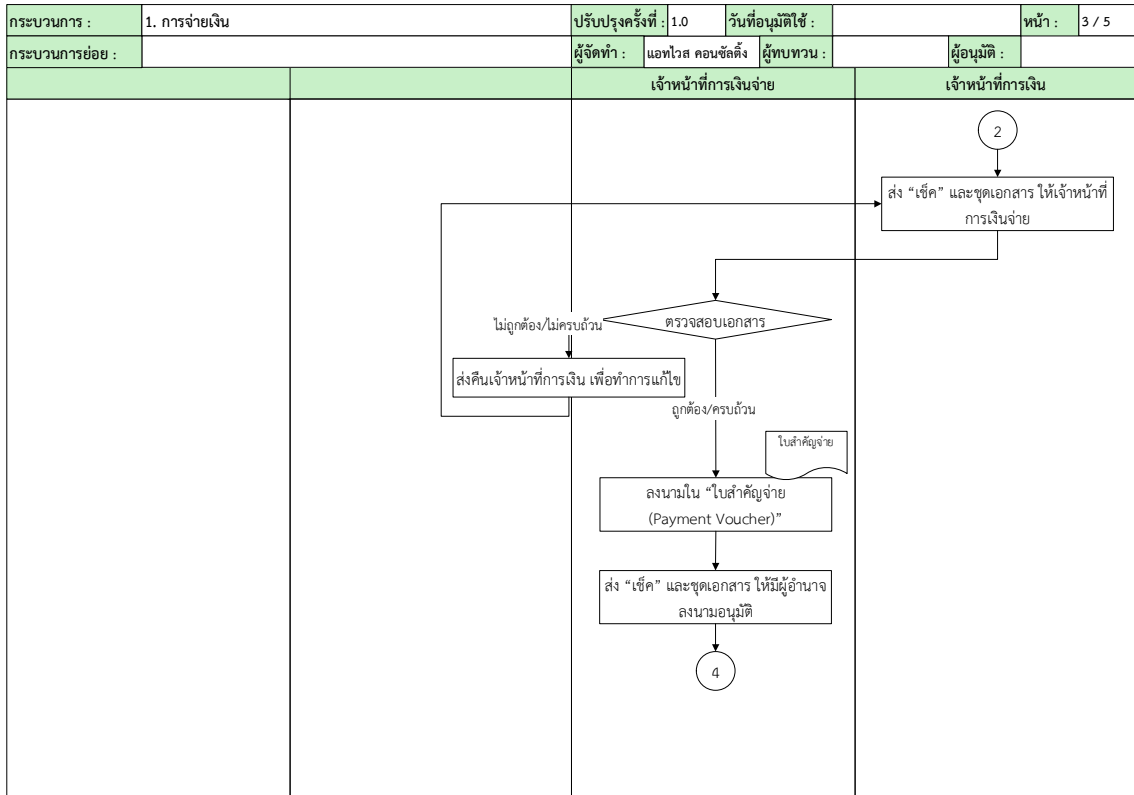 กระบวนการ : 1. การจ่ายเงิน ปรับปรุงครั้งที่ : 1.0 วันที่อนุมัติใช้ : หน้า : 3 / 5
กระบวนการย่อย : ผู้จัดทำ : แอทไวส คอนซัลติ้ง ผู้ทบทวน : ผู้อนุมัติ :
เจ้าหน้าที่การเงินจ่าย เจ้าหน้าที่การเงิน
2
ส่ง “เช็ค” และชุดเอกสาร ให้เจ้าหน้าที่
การเงินจ่าย
ตรวจสอบเอกสาร
ไม่ถูกต้อง/ไม่ครบถ้วน
ส่งคืนเจ้าหน้าที่การเงิน เพื่อทำการแก้ไข
ถูกต้อง/ครบถ้วน
ใบสำคัญจ่าย
ลงนามใน “ใบสำคัญจ่าย
(Payment Voucher)”
ส่ง “เช็ค” และชุดเอกสาร ให้มีผู้อำนาจ
ลงนามอนุมัติ
4